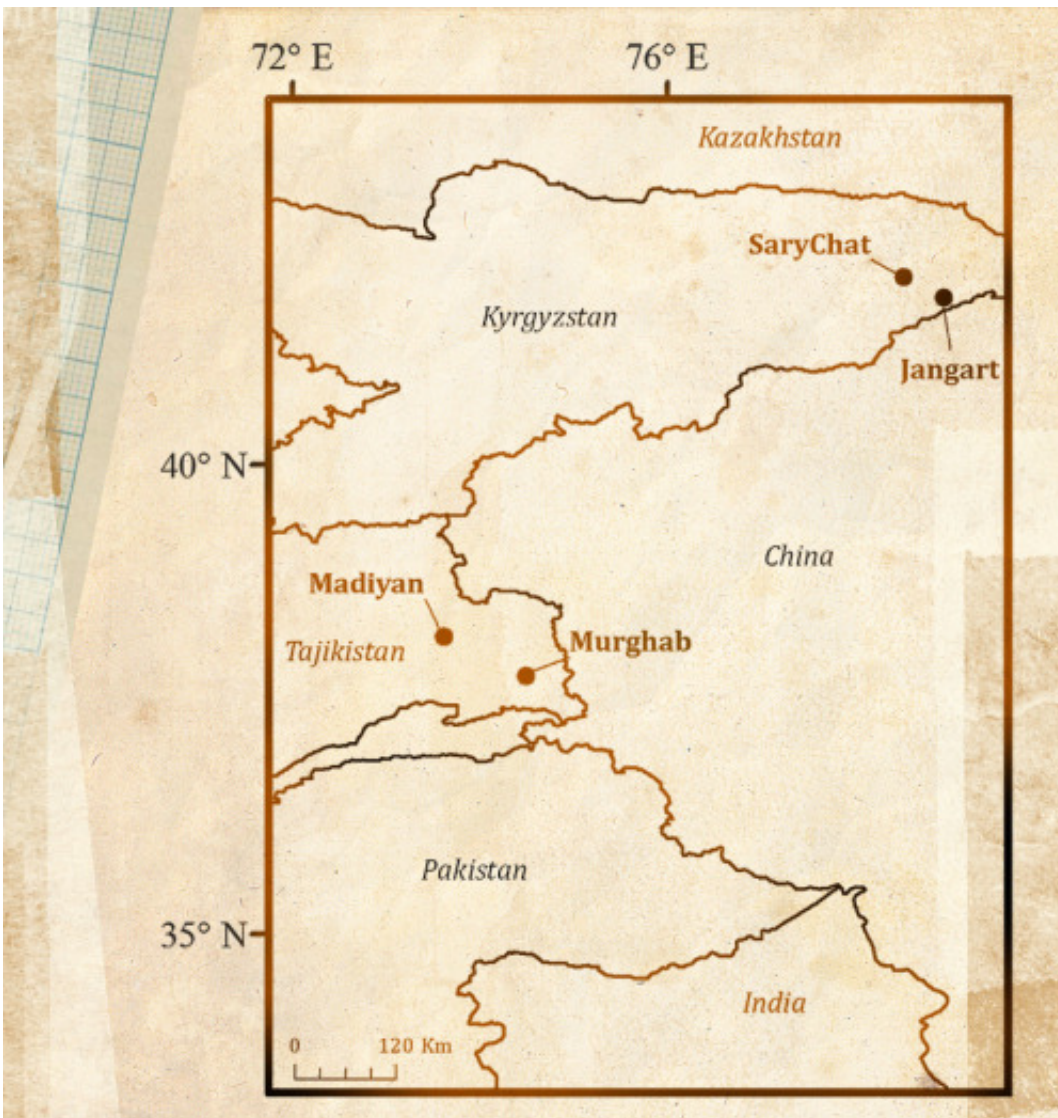 72° E
76° E
Kazakhstan
SaryChat
Kyrgyzstan
Jangart
40° N
China
Madiyan
Murghab
Tajikistan
Pakistan
35° N
India
0 120 Km